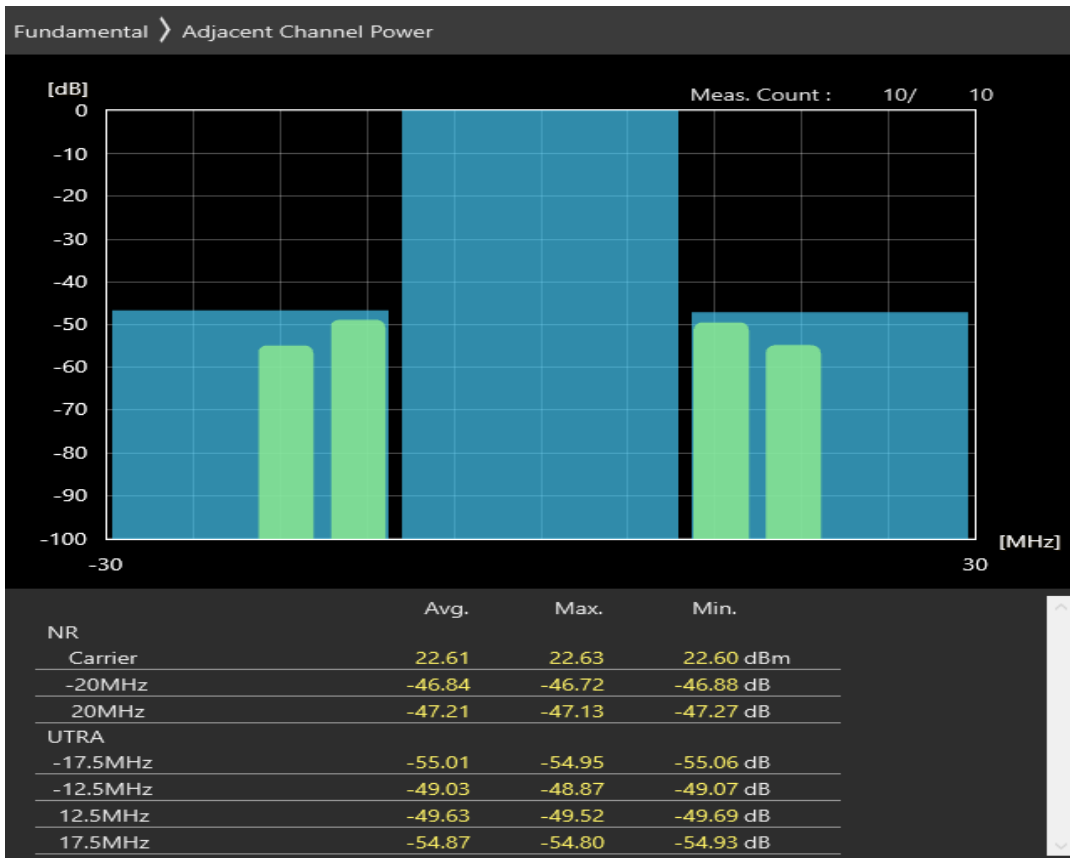 Fundamental 〉 Adjacent Channel Power
[dB]
Meas. Count : 10/ 10
0
-10
-20
-30
-40
-50
-60
-70
-80
-90
-100
[MHz]
-30 30
Avg. Max. Min.
NR
Carrier 22.61 22.63 22.60 dBm
-20MHz -46.84 -46.72 -46.88 dB
20MHz -47.21 -47.13 -47.27 dB
UTRA
-17.5MHz -55.01 -54.95 -55.06 dB
-12.5MHz -49.03 -48.87 -49.07 dB
12.5MHz -49.63 -49.52 -49.69 dB
17.5MHz -54.87 -54.80 -54.93 dB